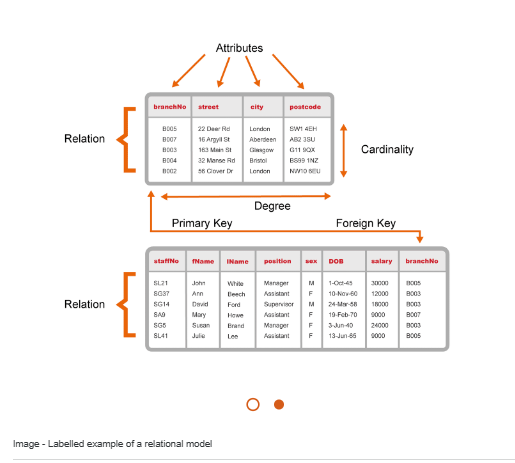 Attributes
branchNo street city postcode
B005 22 Deer Rd London SW1 4EH
B007 16 Argyll St Aberdeen AB2 3SU
Relation
B003 163 Main St Glasgow G11 9QX
Cardinality
B004 32 Manse Rd Bristol BS99 1NZ
B002 56 Clover Dr London NW10 6EU
Degree
Primary Key Foreign Key
staffNo fName lName position sex DOB salary branchNo
SL21 John White Manager M 1-Oct-45 30000 B005
SG37 Ann Beech Assistant F 10-Nov-60 12000 B003
Relation
SG14 David Ford Supervisor M 24-Mar-58 18000 B003
SA9 Mary Howe Assistant F 19-Feb-70 9000 B007
SG5 Susan Brand Manager F 3-Jun-40 24000 B003
SL41 Julie Lee Assistant F 13-Jun-65 9000 B005
Image - Labelled example of a relational model